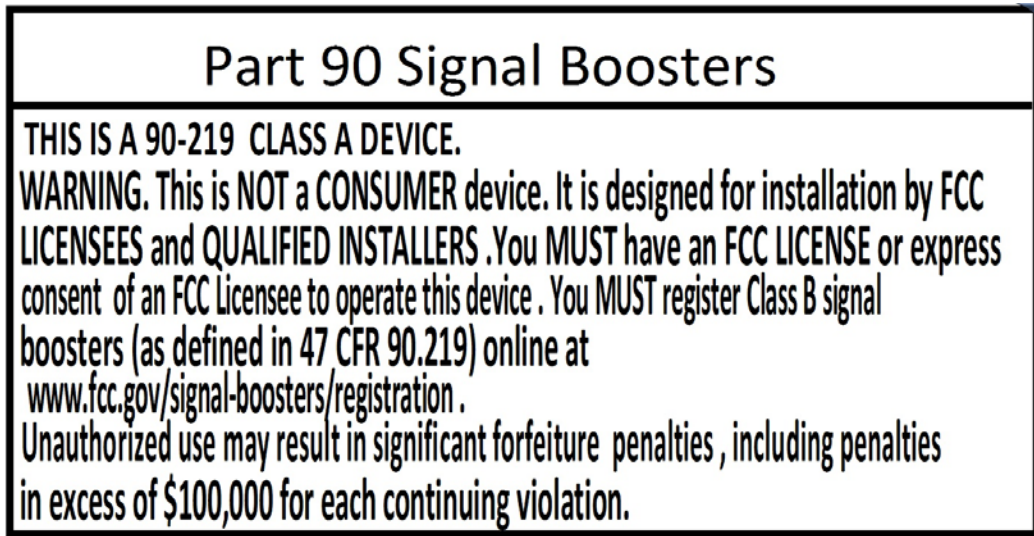 Part 90 Signal Boosters
THIS IS A 90-219 CLASS A DEVICE.
WARNING. This is NOT a CONSUMER device. It is designed for installation by FCC
LICENSEES and QUALIFIED INSTALLERS .You MUST have an FCC LICENSE or express
consent of an FCC Licensee to operate this device . You MUST register Class B signal
boosters (as defined in 47 CFR 90.219) online at
www.fcc.gov/signal-boosters/registration .
Unauthorized use may result in significant forfeiture penalties , including penalties
in excess of $100,000 for each continuing violation.